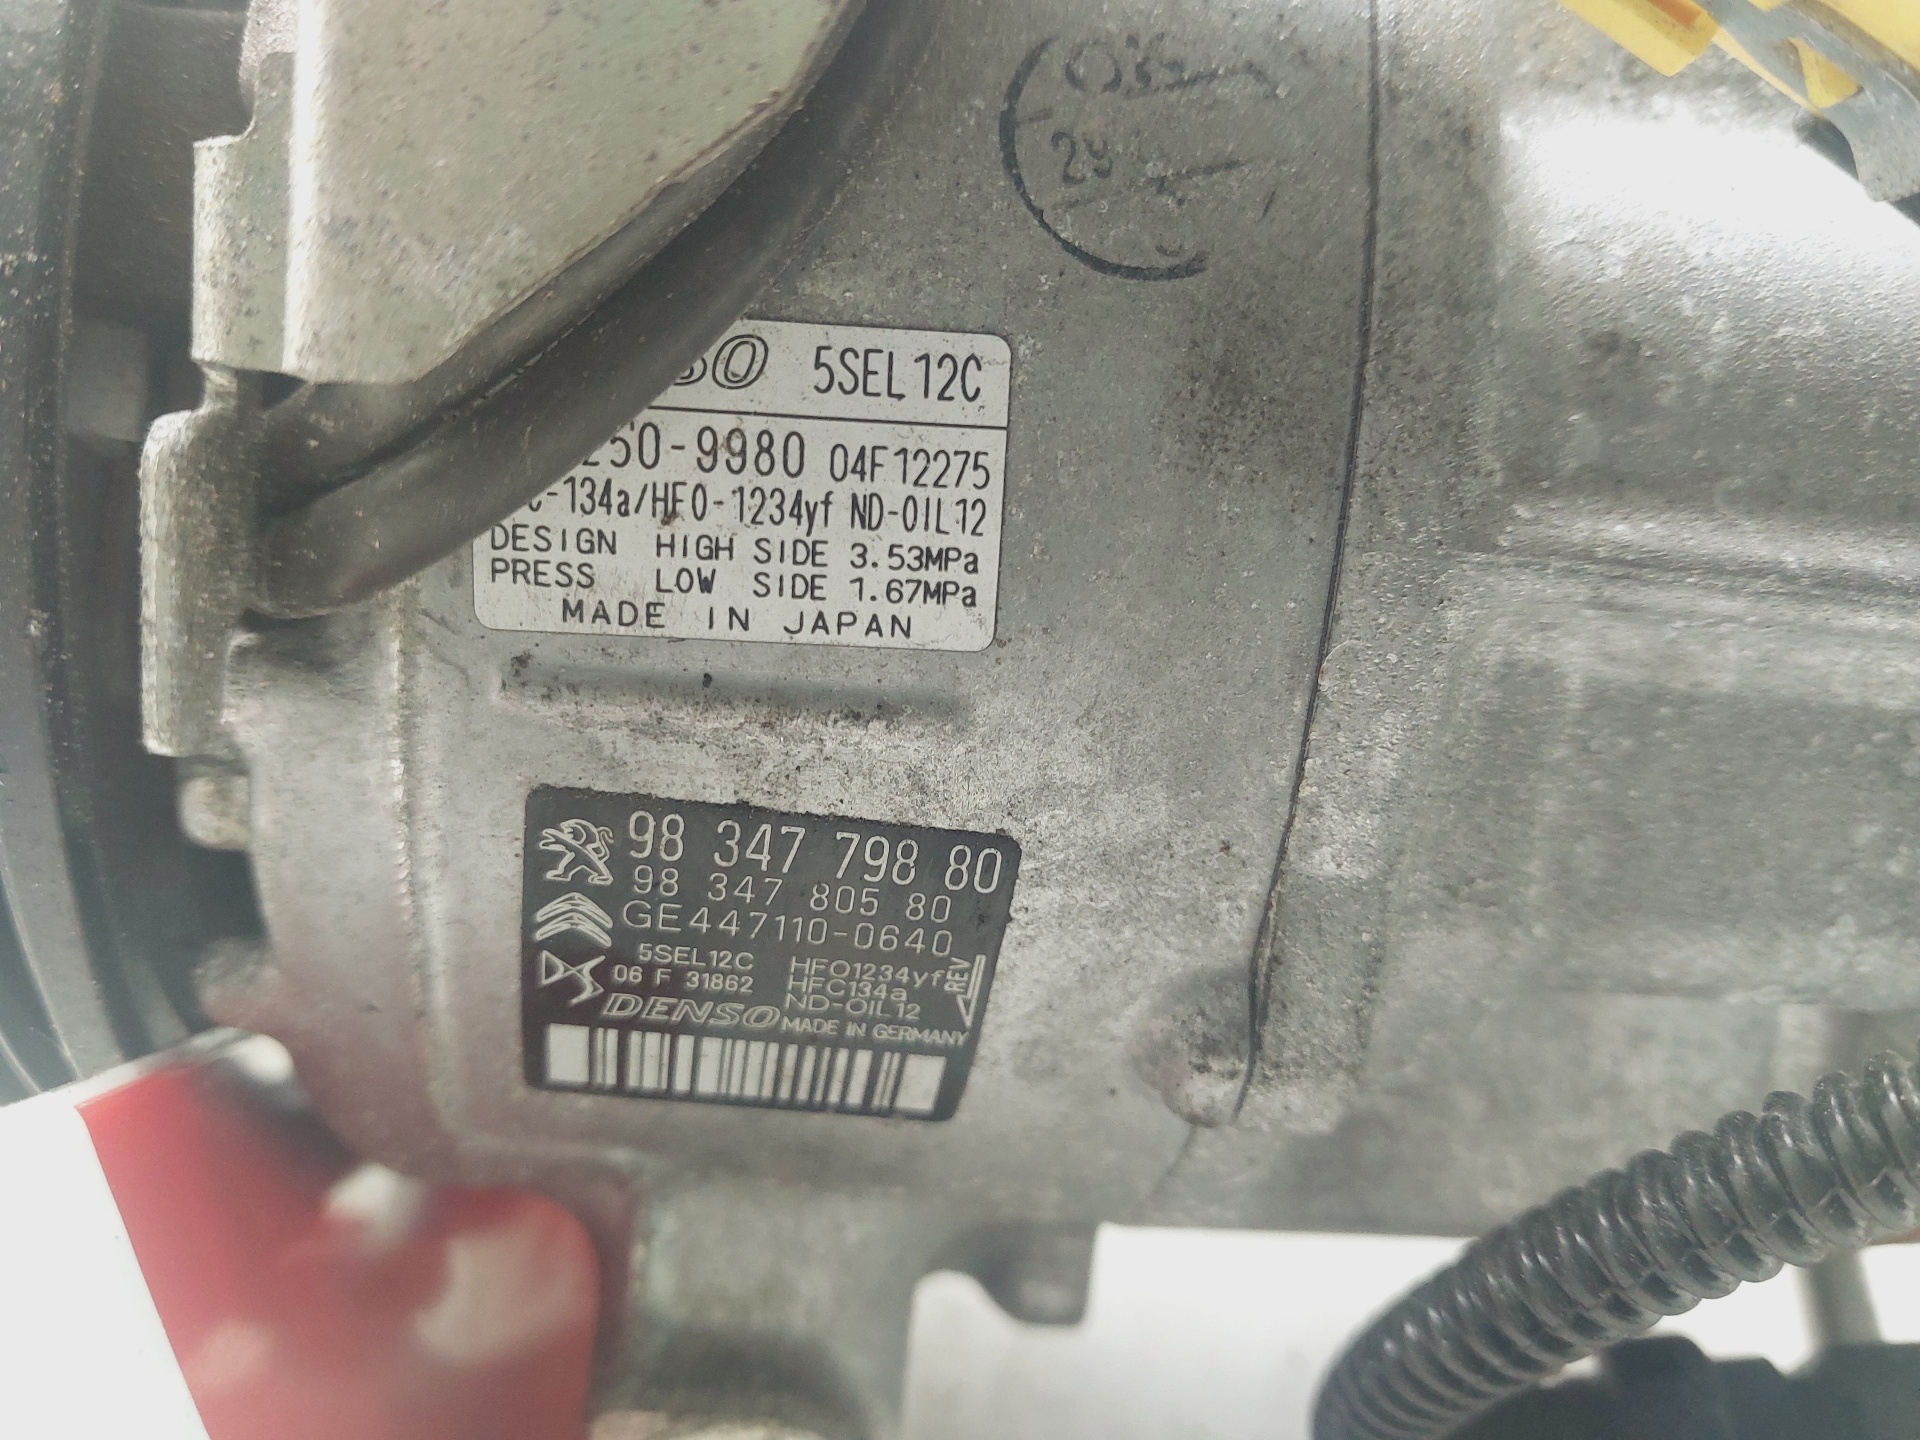 5SEL12C
50-9980 04F12275
-134a/HFO-1234yf ND-OIL12
DESIGN HIGH SIDE 3.53MPa
PRESS LOW SIDE 1.67MPa
MADE IN JAPAN
98 347 798 80
98 347 805 80
GE447110-0640
5SEL12C HFO1234yf
06 F 31862 HFC134a
ND-OIL12
REV
DENSO MADE IN GERMANY